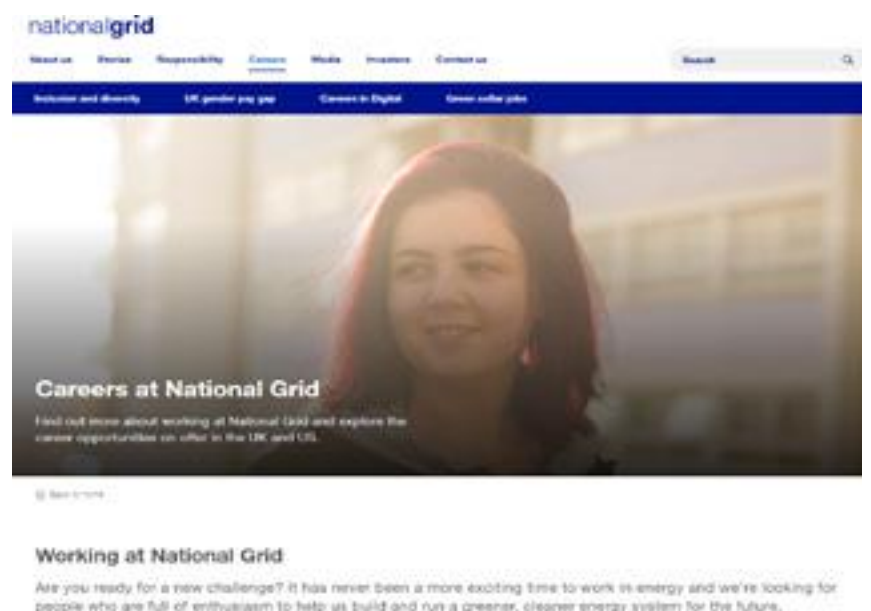 nationalgrid
About us Stories Responsibility Careers Media Investors Contact us Search
Inclusion and diversity UK gender pay gap Careers in Digital Green collar jobs
Careers at National Grid
Find out more about working at National Grid and explore the
career opportunities on offer in the UK and US.
Back to home
Working at National Grid
Are you ready for a new challenge? It has never been a more exciting time to work in energy and we're looking for
people who are full of enthusiasm to help us build and run a greener, cleaner energy system for the future.